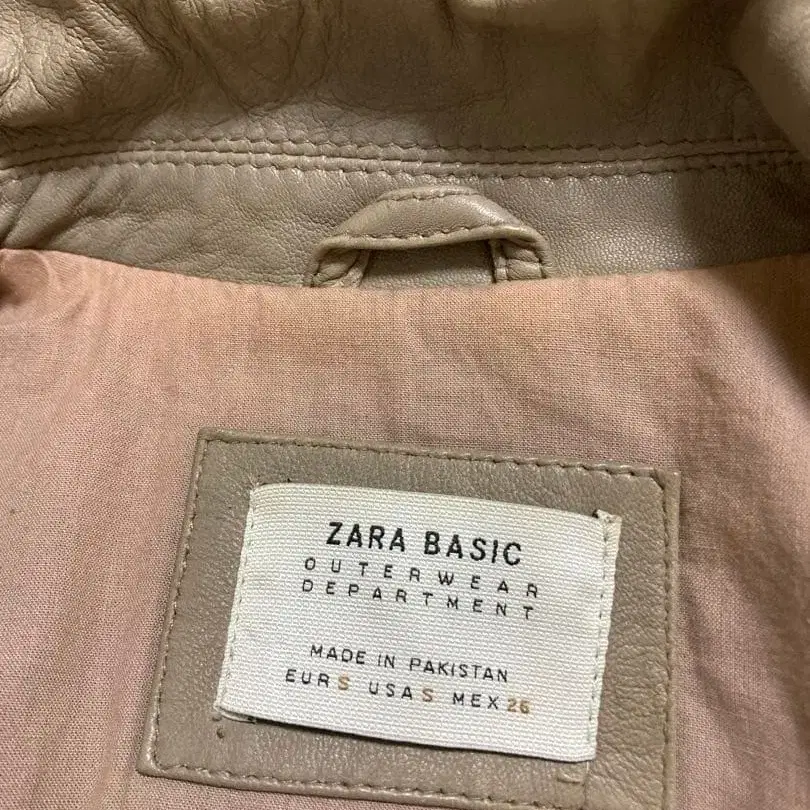 ZARA BASIC
OUTERWEAR
DEPARTMENT
MADE IN PAKISTAN
EUR S USA S MEX 26